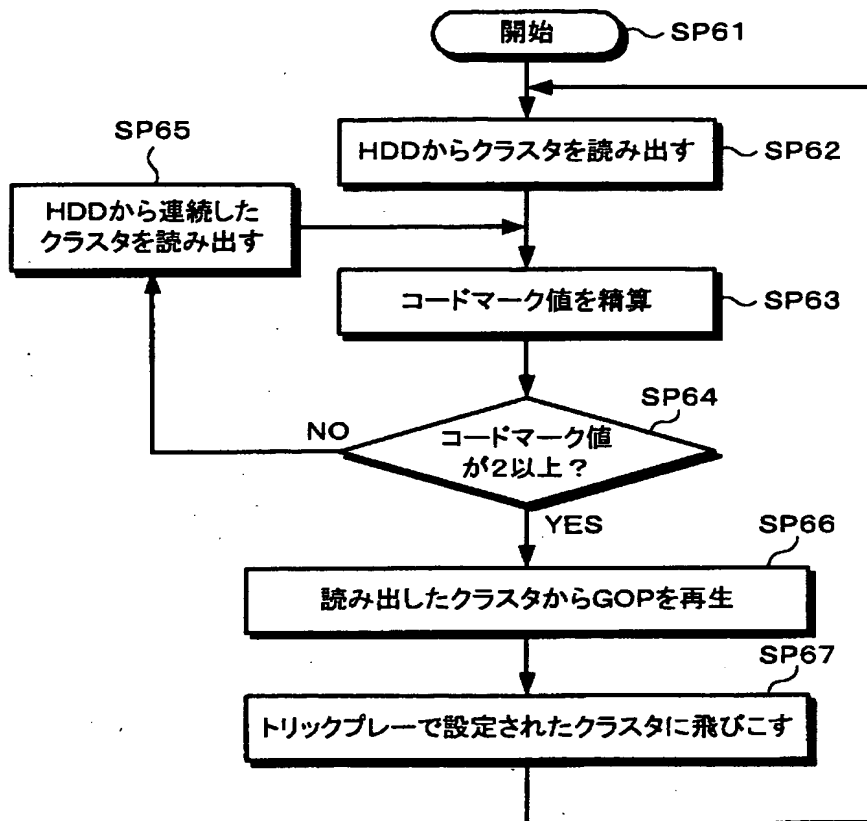 開始
SP61
HDDからクラスタを読み出す
SP62
SP65
HDDから連続した
クラスタを読み出す
コードマーク値を精算
SP63
SP64
コードマーク値
が2以上?
NO
YES
SP66
読み出したクラスタからGOPを再生
SP67
トリックプレーで設定されたクラスタに飛びこす